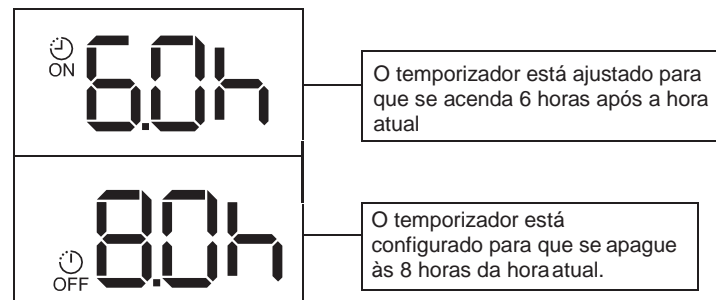 ON
6.0h
O temporizador está ajustado para
que se acenda 6 horas após a hora
atual
OFF
8.0h
O temporizador está
configurado para que se apague
às 8 horas da hora atual.